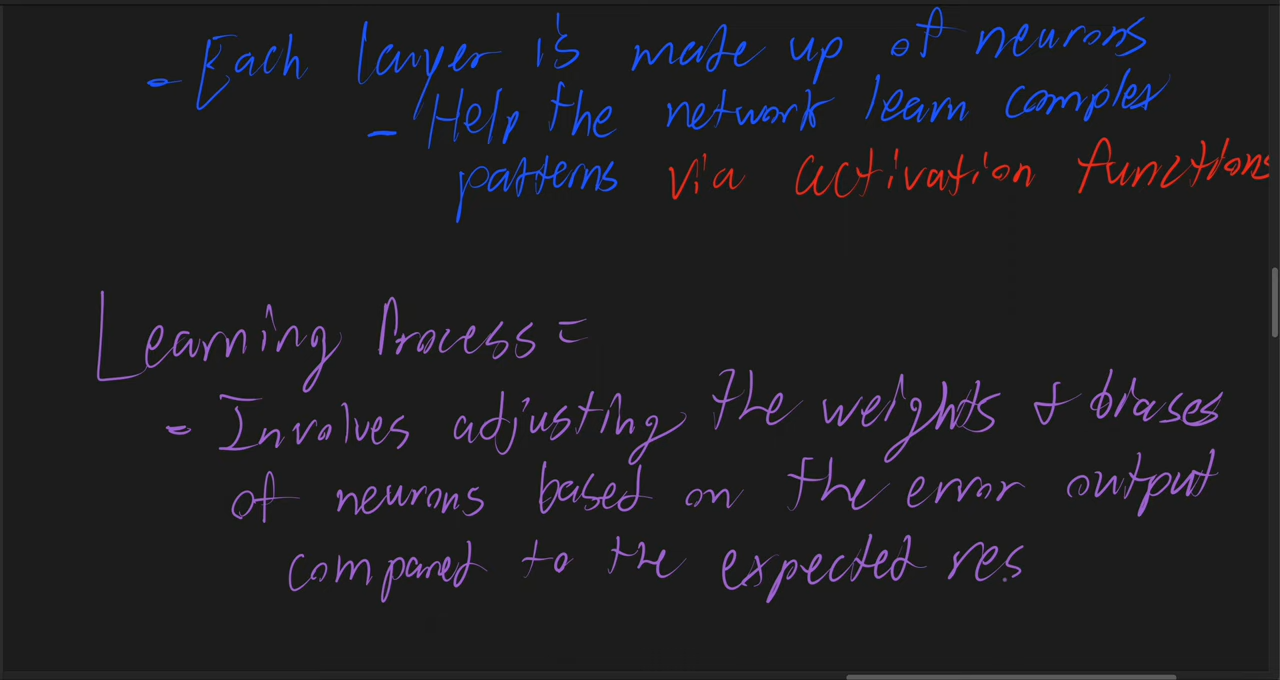 - Each layer is made up of neurons
- Help the network learn complex
patterns via activation functions
Learning Process =
- Involves adjusting the weights & biases
of neurons based on the error output
compared to the expected res